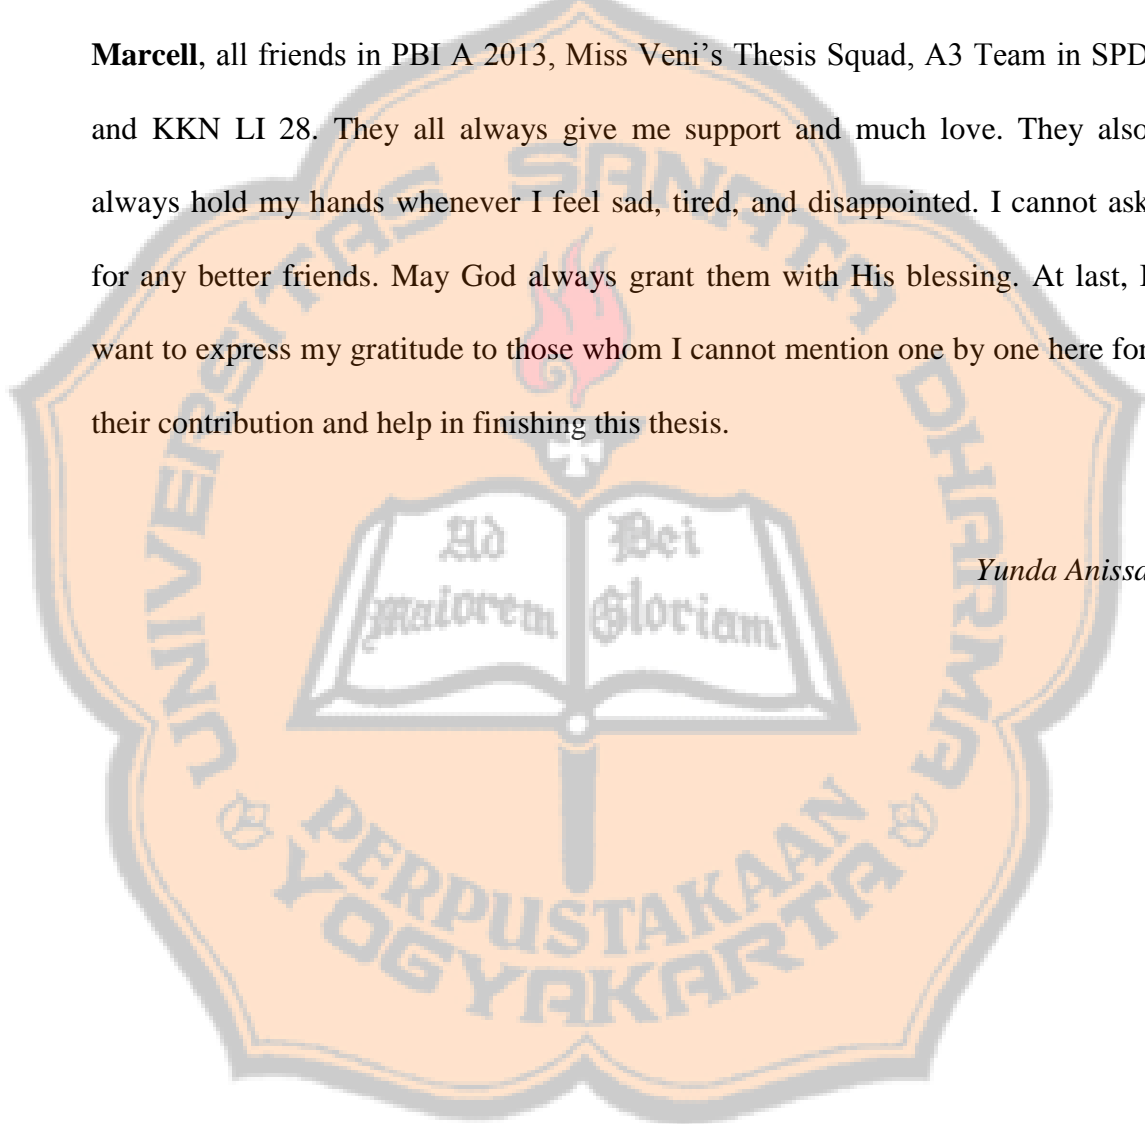 Marcell, all friends in PBI A 2013, Miss Veni's Thesis Squad, A3 Team in SPD
and KKN LI 28. They all always give me support and much love. They also
always hold my hands whenever I feel sad, tired, and disappointed. I cannot ask
for any better friends. May God always grant them with His blessing. At last, I
want to express my gratitude to those whom I cannot mention one by one here for
their contribution and help in finishing this thesis.
Yunda Anissa
UNIVERSITAS SANATA DHARMA
Ad
maiorem
Dei
Gloriam
PERPUSTAKAAN
YOGYAKARTA